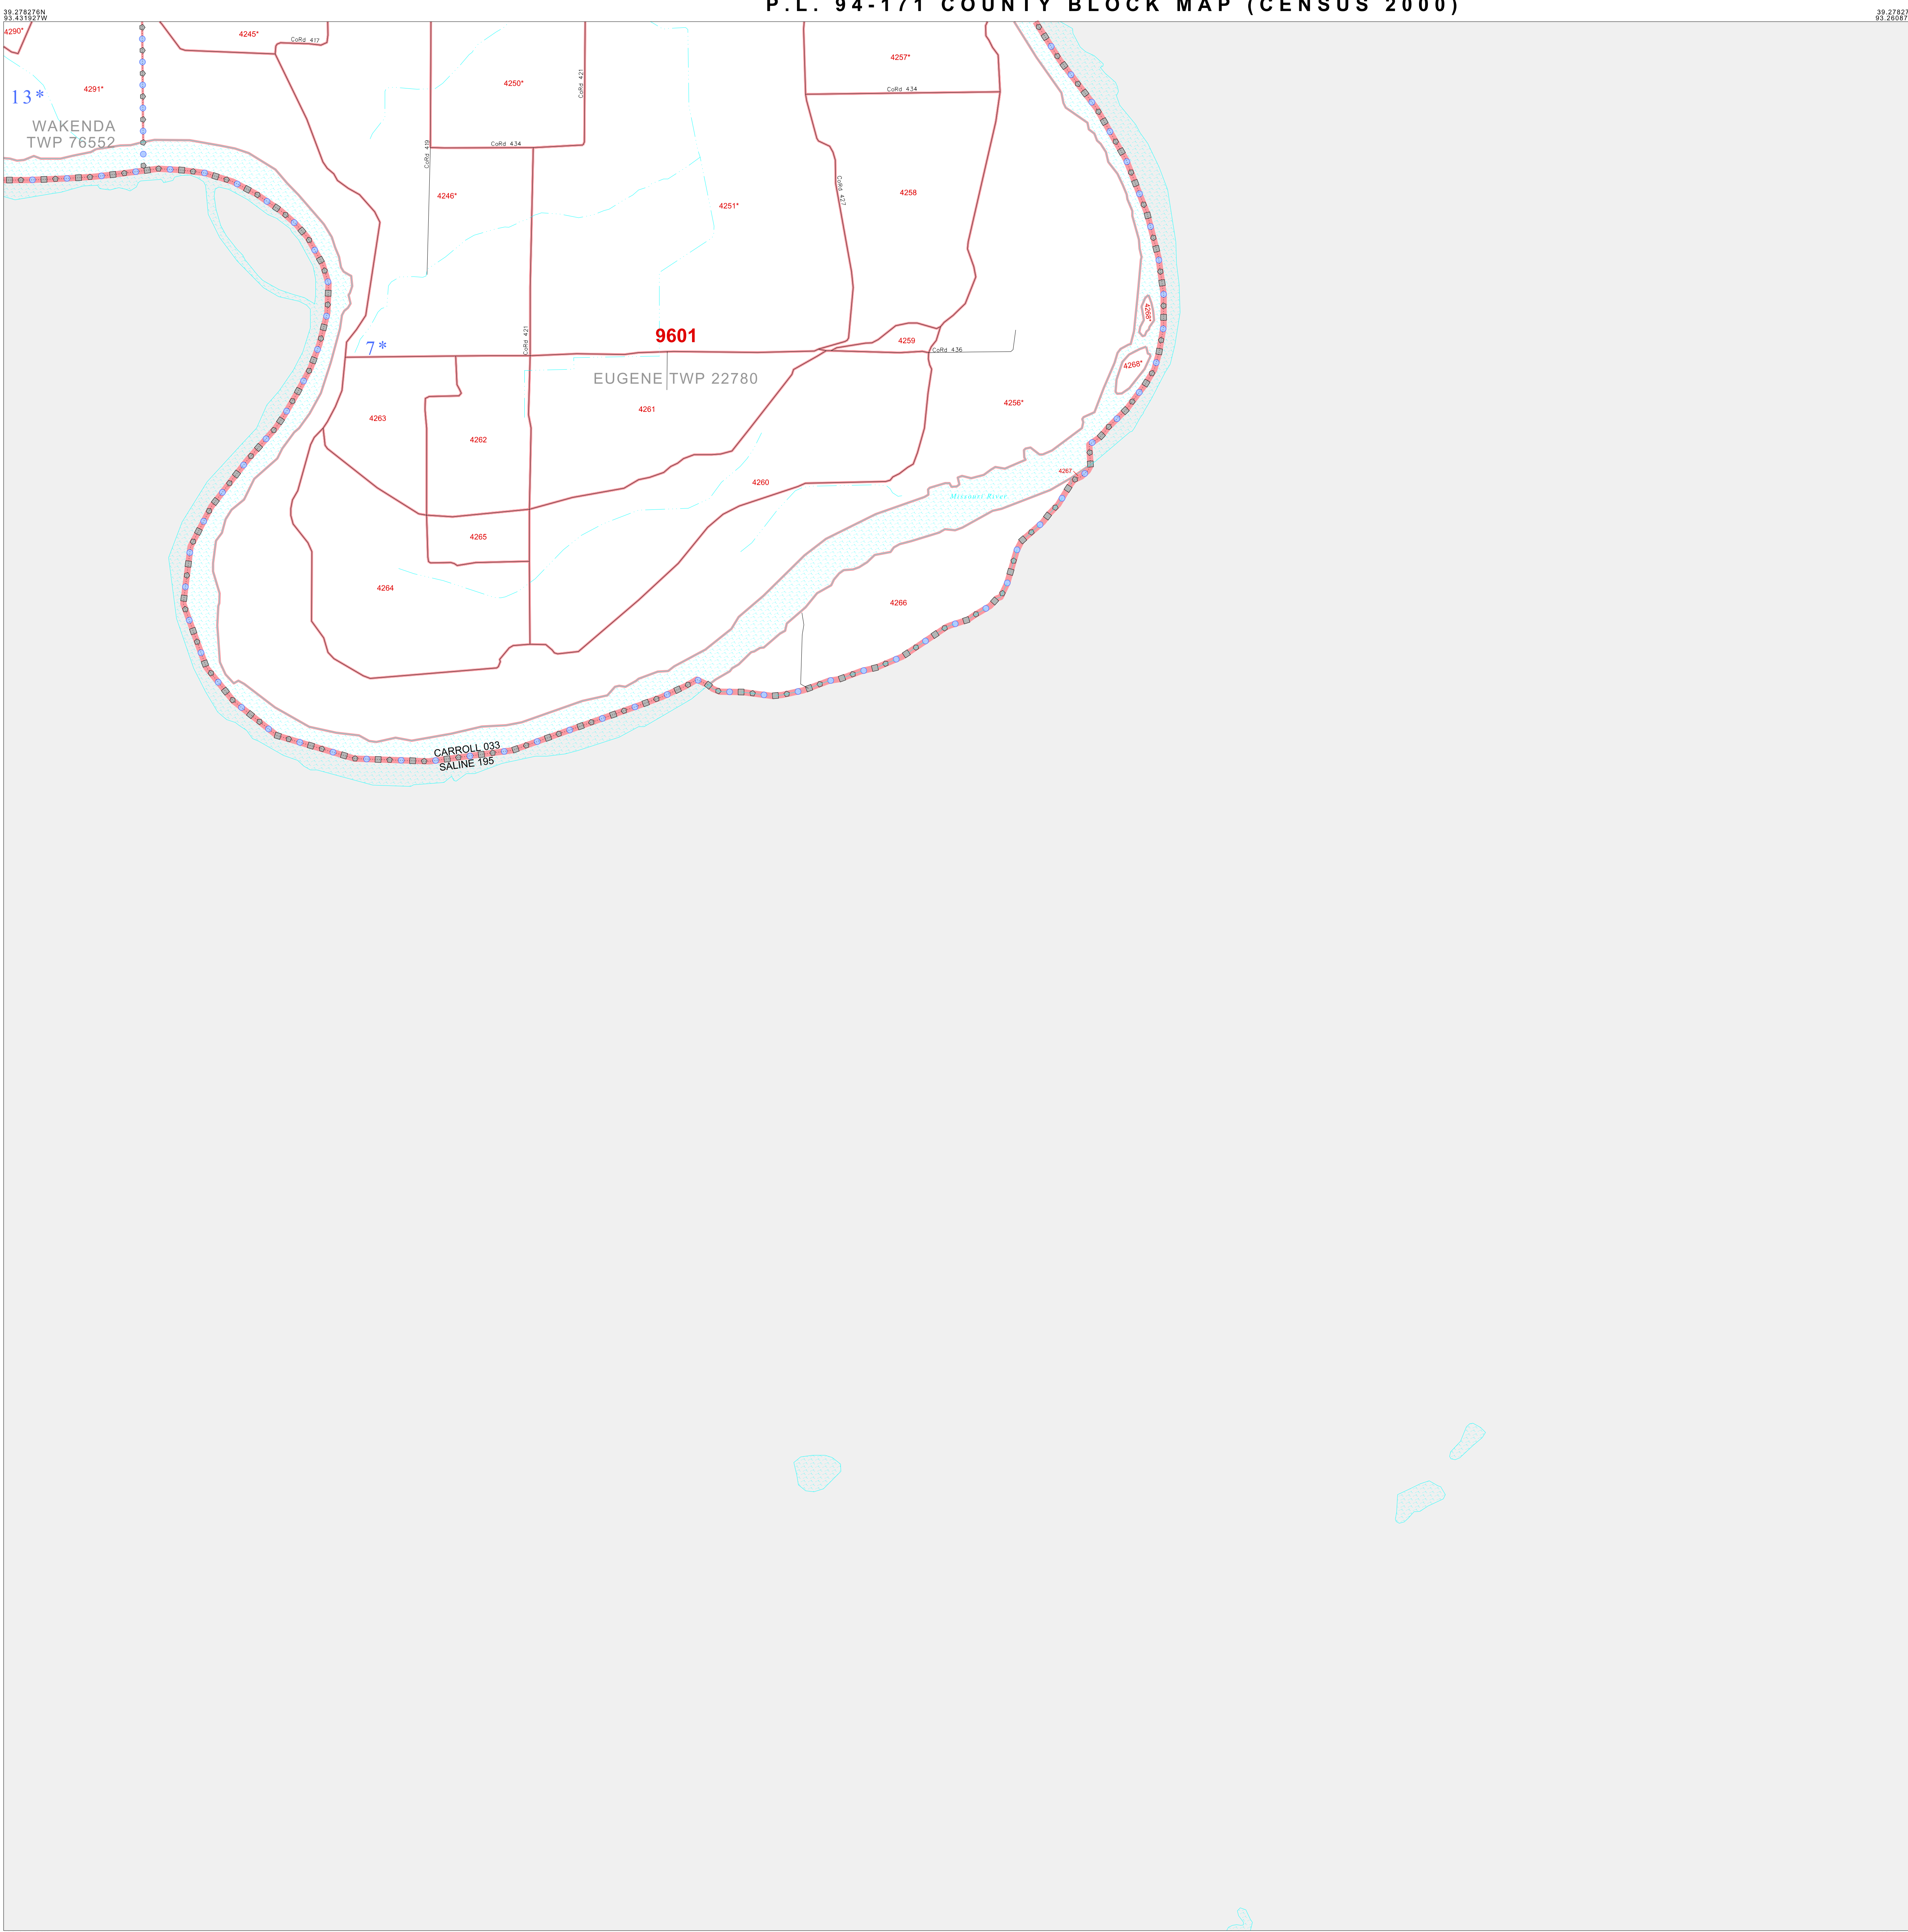 P.L. 94-171 COUNTY BLOCK MAP (CENSUS 2000)
39.278276N
93.431927W
39.27827
93.26087
4290*
4245*
CoRd 417
4291*
13*
WAKENDA
TWP 76552
4250*
CoRd 421
4257*
CoRd 434
CoRd 419
CoRd 434
4246*
4251*
CoRd 427
4258
4268*
7*
CoRd 421
9601
4259
CoRd 436
4268*
EUGENE TWP 22780
4263
4261
4256*
4262
4267
4260
Missouri River
4265
4264
4266
CARROLL 033
SALINE 195